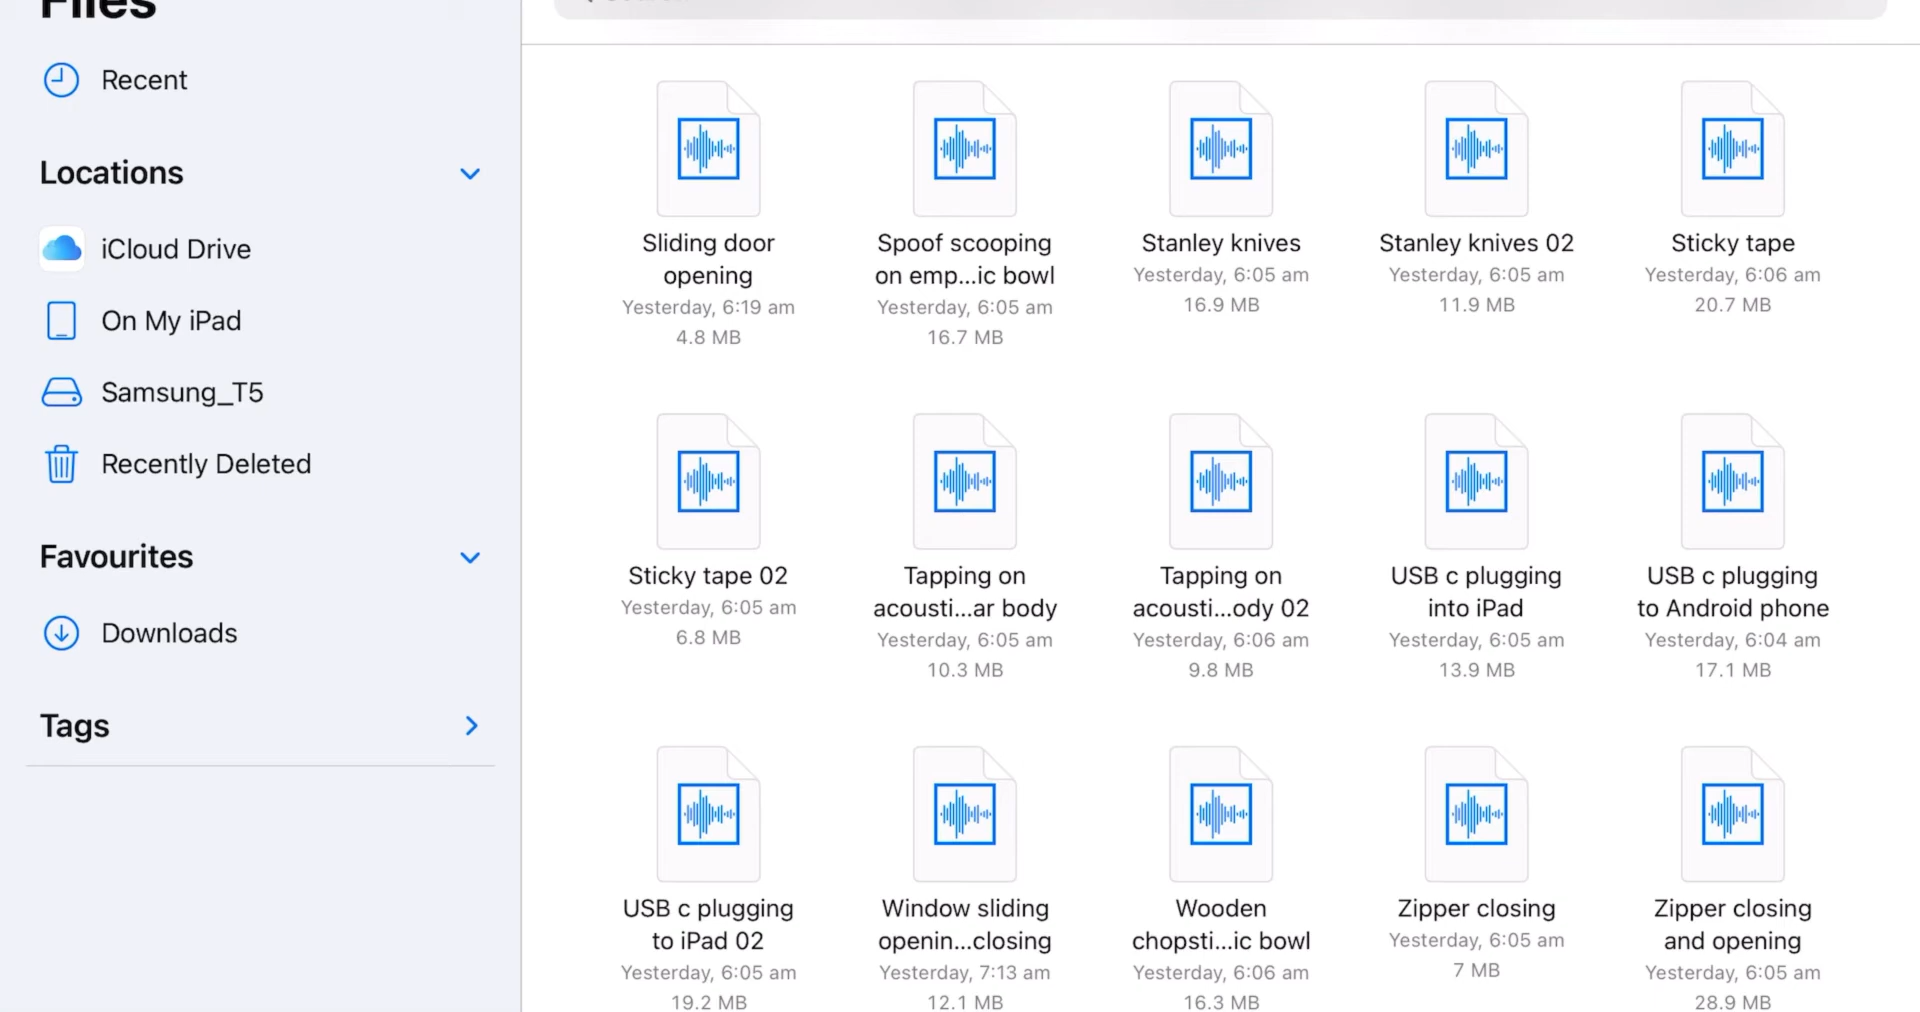 Files
Recent
Locations
iCloud Drive
On My iPad
Samsung_T5
Recently Deleted
Favourites
Downloads
Tags
Sliding door
opening
Yesterday, 6:19 am
4.8 MB
Spoof scooping
on emp...ic bowl
Yesterday, 6:05 am
16.7 MB
Stanley knives
Yesterday, 6:05 am
16.9 MB
Stanley knives 02
Yesterday, 6:05 am
11.9 MB
Sticky tape
Yesterday, 6:06 am
20.7 MB
Sticky tape 02
Yesterday, 6:05 am
6.8 MB
Tapping on
acousti...ar body
Yesterday, 6:05 am
10.3 MB
Tapping on
acousti...ody 02
Yesterday, 6:06 am
9.8 MB
USB c plugging
into iPad
Yesterday, 6:05 am
13.9 MB
USB c plugging
to Android phone
Yesterday, 6:04 am
17.1 MB
USB c plugging
to iPad 02
Yesterday, 6:05 am
19.2 MB
Window sliding
openin...closing
Yesterday, 7:13 am
12.1 MB
Wooden
chopsti...ic bowl
Yesterday, 6:06 am
16.3 MB
Zipper closing
Yesterday, 6:05 am
7 MB
Zipper closing
and opening
Yesterday, 6:05 am
28.9 MB